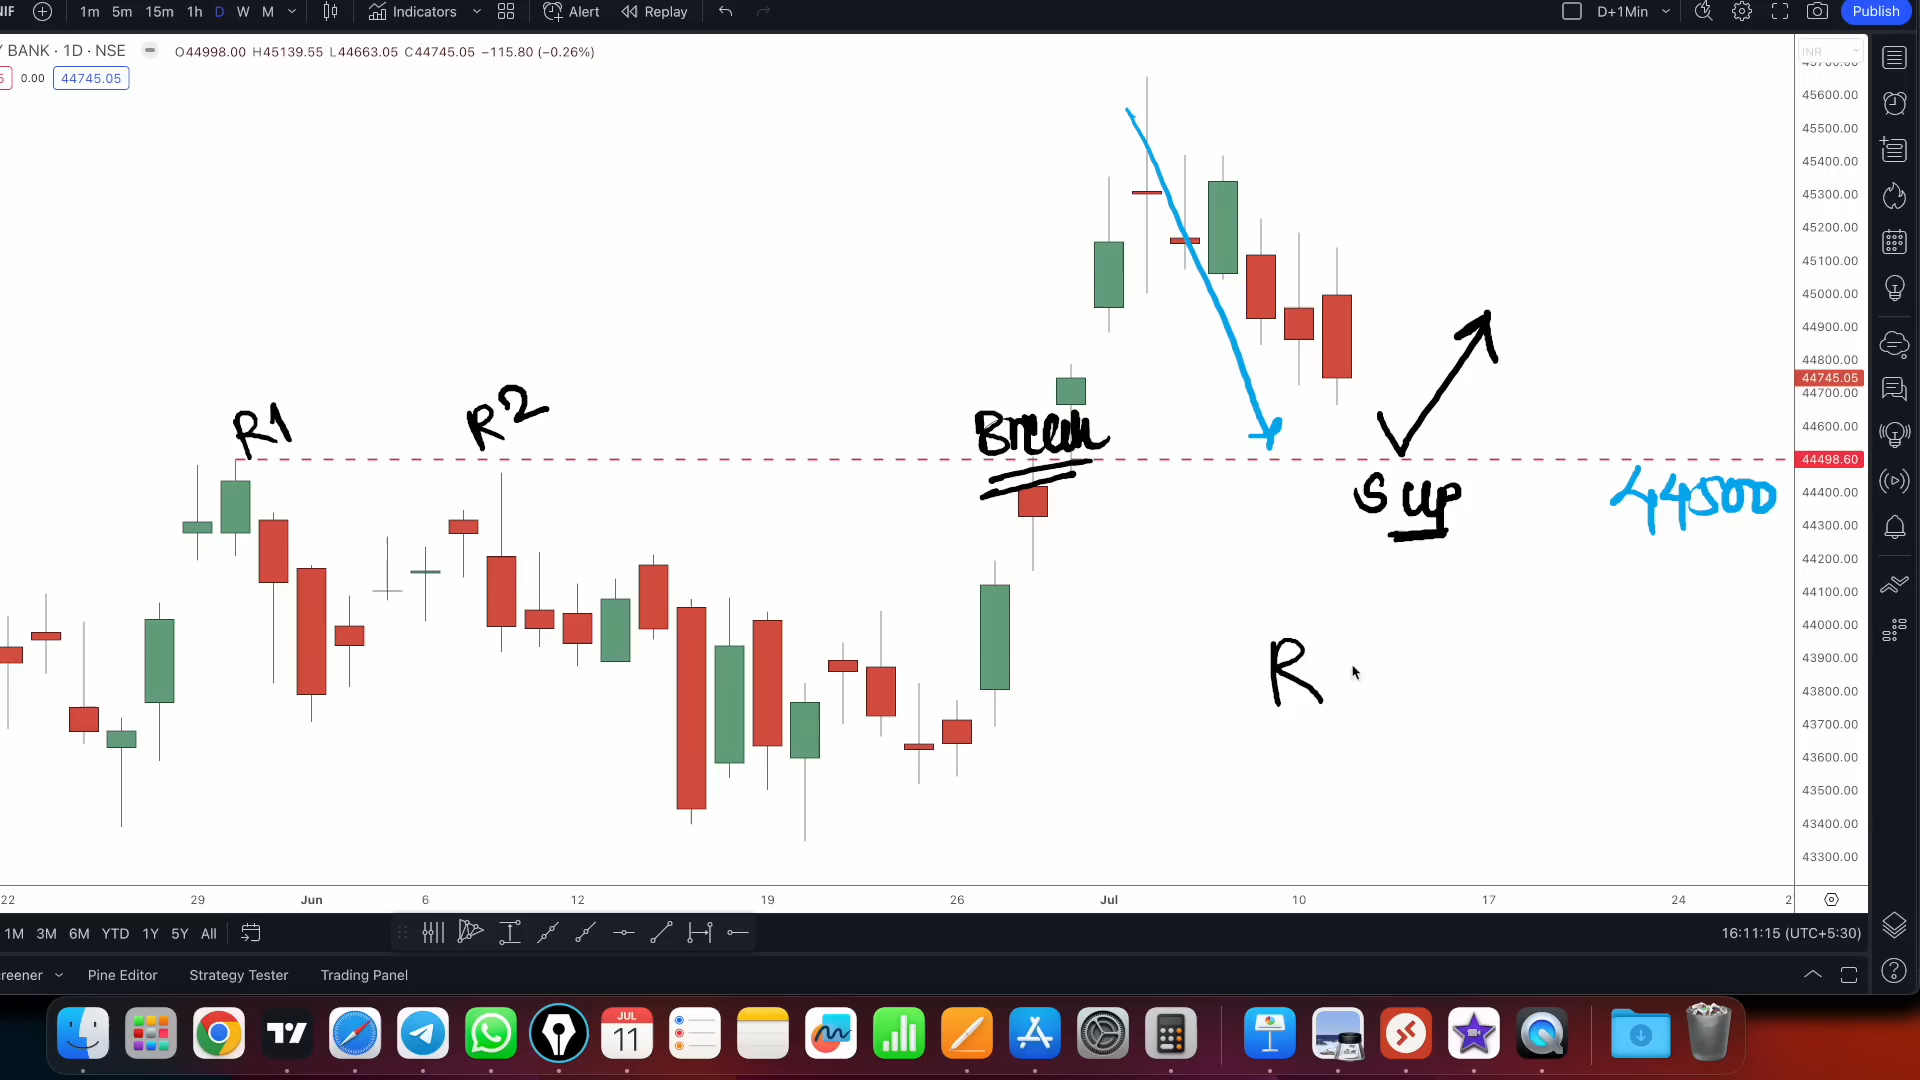 NIF 1m 5m 15m 1h D W M Indicators Alert Replay D+1Min Publish
Y BANK · 1D · NSE O44998.00 H45139.55 L44663.05 C44745.05 −115.80 (−0.26%) INR
5 0.00 44745.05
45600.00
45500.00
45400.00
45300.00
45200.00
45100.00
45000.00
44900.00
44800.00
44745.05
44700.00
44600.00
R1 R2 Break
44498.60
Sup 44500
44400.00
44300.00
44200.00
44100.00
44000.00
43900.00
R
43800.00
43700.00
43600.00
43500.00
43400.00
43300.00
22 29 Jun 6 12 19 26 Jul 10 17 24
1M 3M 6M YTD 1Y 5Y All 16:11:15 (UTC+5:30)
reener Pine Editor Strategy Tester Trading Panel
JUL
11